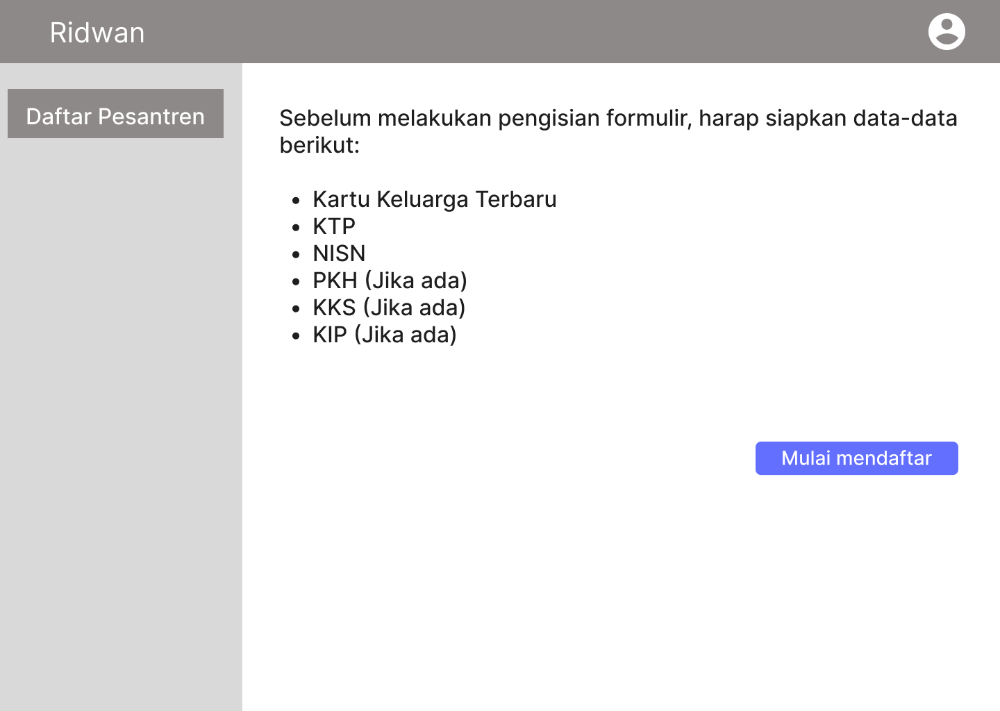 Ridwan
Daftar Pesantren
Sebelum melakukan pengisian formulir, harap siapkan data-data
berikut:
• Kartu Keluarga Terbaru
• KTP
• NISN
• PKH (Jika ada)
• KKS (Jika ada)
• KIP (Jika ada)
Mulai mendaftar